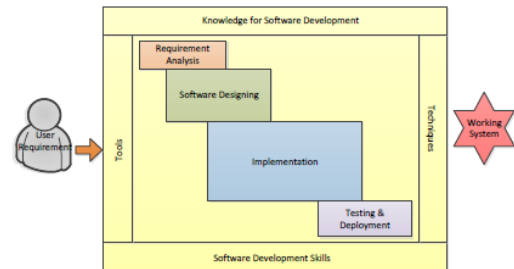 Knowledge for Software Development
Requirement
Analysis
Software Designing
User
Requirement
Tools
Implementation
Techniques
Working
System
Testing &
Deployment
Software Development Skills